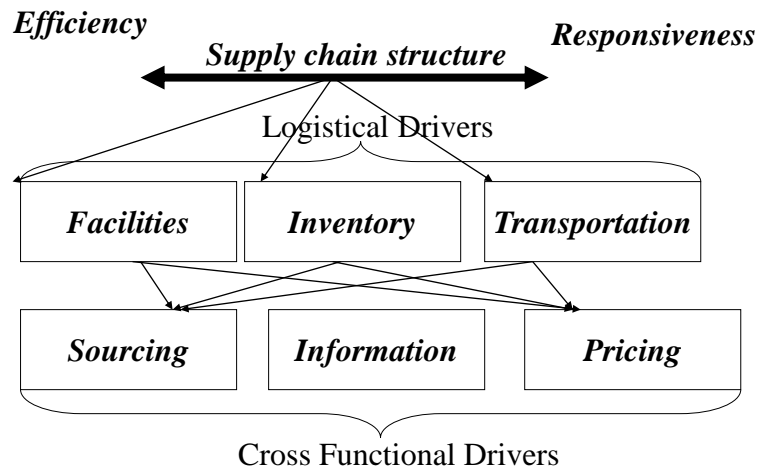 Efficiency
Responsiveness
Supply chain structure
Logistical Drivers
Facilities
Inventory
Transportation
Sourcing
Information
Pricing
Cross Functional Drivers